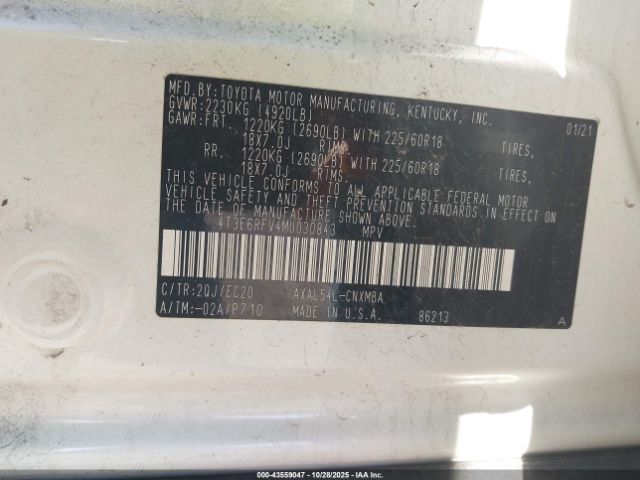 MFD.BY:TOYOTA MOTOR MANUFACTURING, KENTUCKY, INC.
GVWR:2230KG (4920LB) 01/21
GAWR:FRT. 1220KG (2690LB) WITH 225/60R18 TIRES,
18X7.0J RIMS.
RR. 1220KG (2690LB) WITH 225/60R18 TIRES,
18X7.0J RIMS.
THIS VEHICLE CONFORMS TO ALL APPLICABLE FEDERAL MOTOR
VEHICLE SAFETY AND THEFT PREVENTION STANDARDS IN EFFECT
ON THE DATE OF MANUFACTURE SHOWN ABOVE.
4T3E6RFV4MU030843 MPV
C/TR:2QJ/EC20 AXAL54L-CNXMBA
A/TM:-02A/P710 MADE IN U.S.A. 86213 A
000-43559047 | 10/28/2025 | IAAI.COM